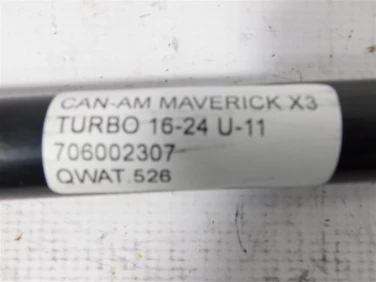 CAN-AM MAVERICK X3
TURBO 16-24 U-11
706002307
QWAT.526